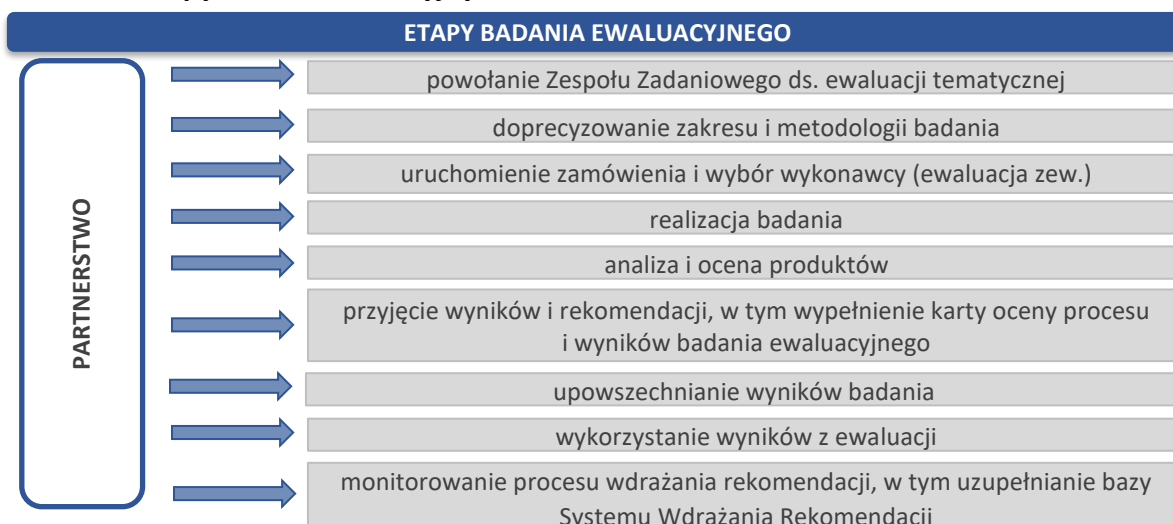 ETAPY BADANIA EWALUACYJNEGO
PARTNERSTWO
powołanie Zespołu Zadaniowego ds. ewaluacji tematycznej
doprecyzowanie zakresu i metodologii badania
uruchomienie zamówienia i wybór wykonawcy (ewaluacja zew.)
realizacja badania
analiza i ocena produktów
przyjęcie wyników i rekomendacji, w tym wypełnienie karty oceny procesu
i wyników badania ewaluacyjnego
upowszechnianie wyników badania
wykorzystanie wyników z ewaluacji
monitorowanie procesu wdrażania rekomendacji, w tym uzupełnianie bazy
Systemu Wdrażania Rekomendacji